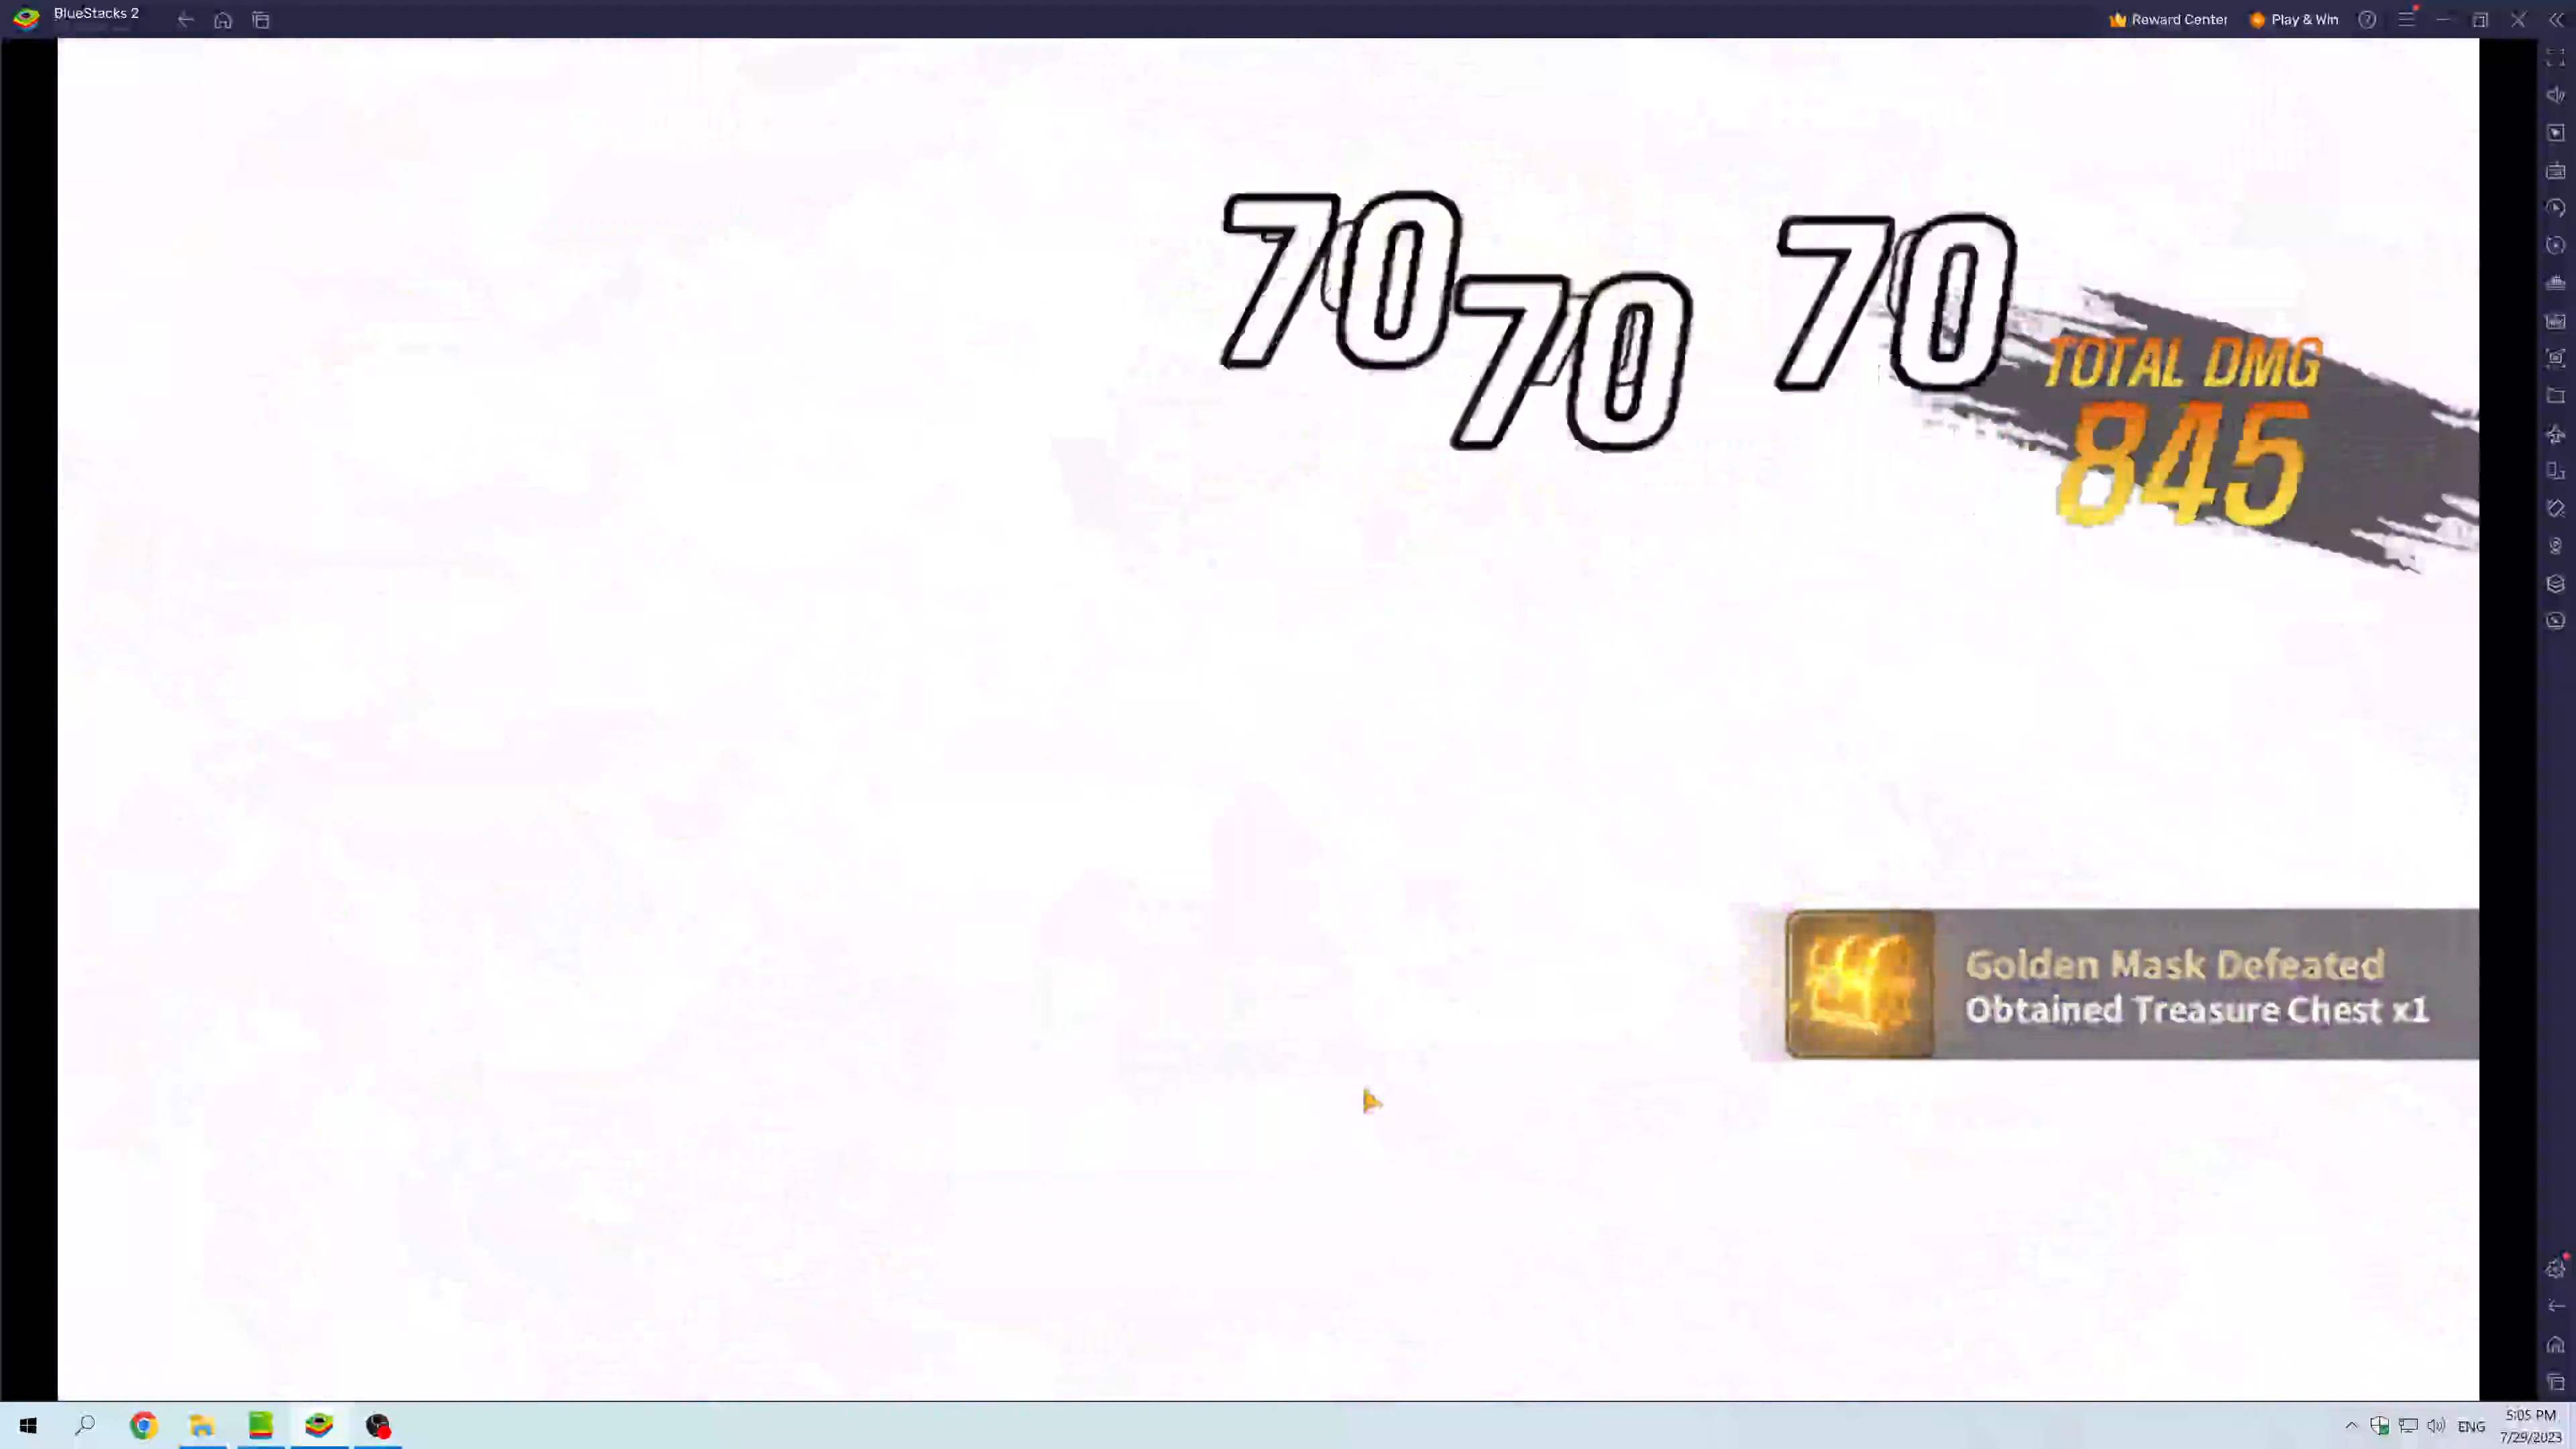 BlueStacks 2
Reward Center
Play & Win
70
70
70
TOTAL DMG
845
Golden Mask Defeated
Obtained Treasure Chest x1
ENG
5:05 PM
7/29/2023